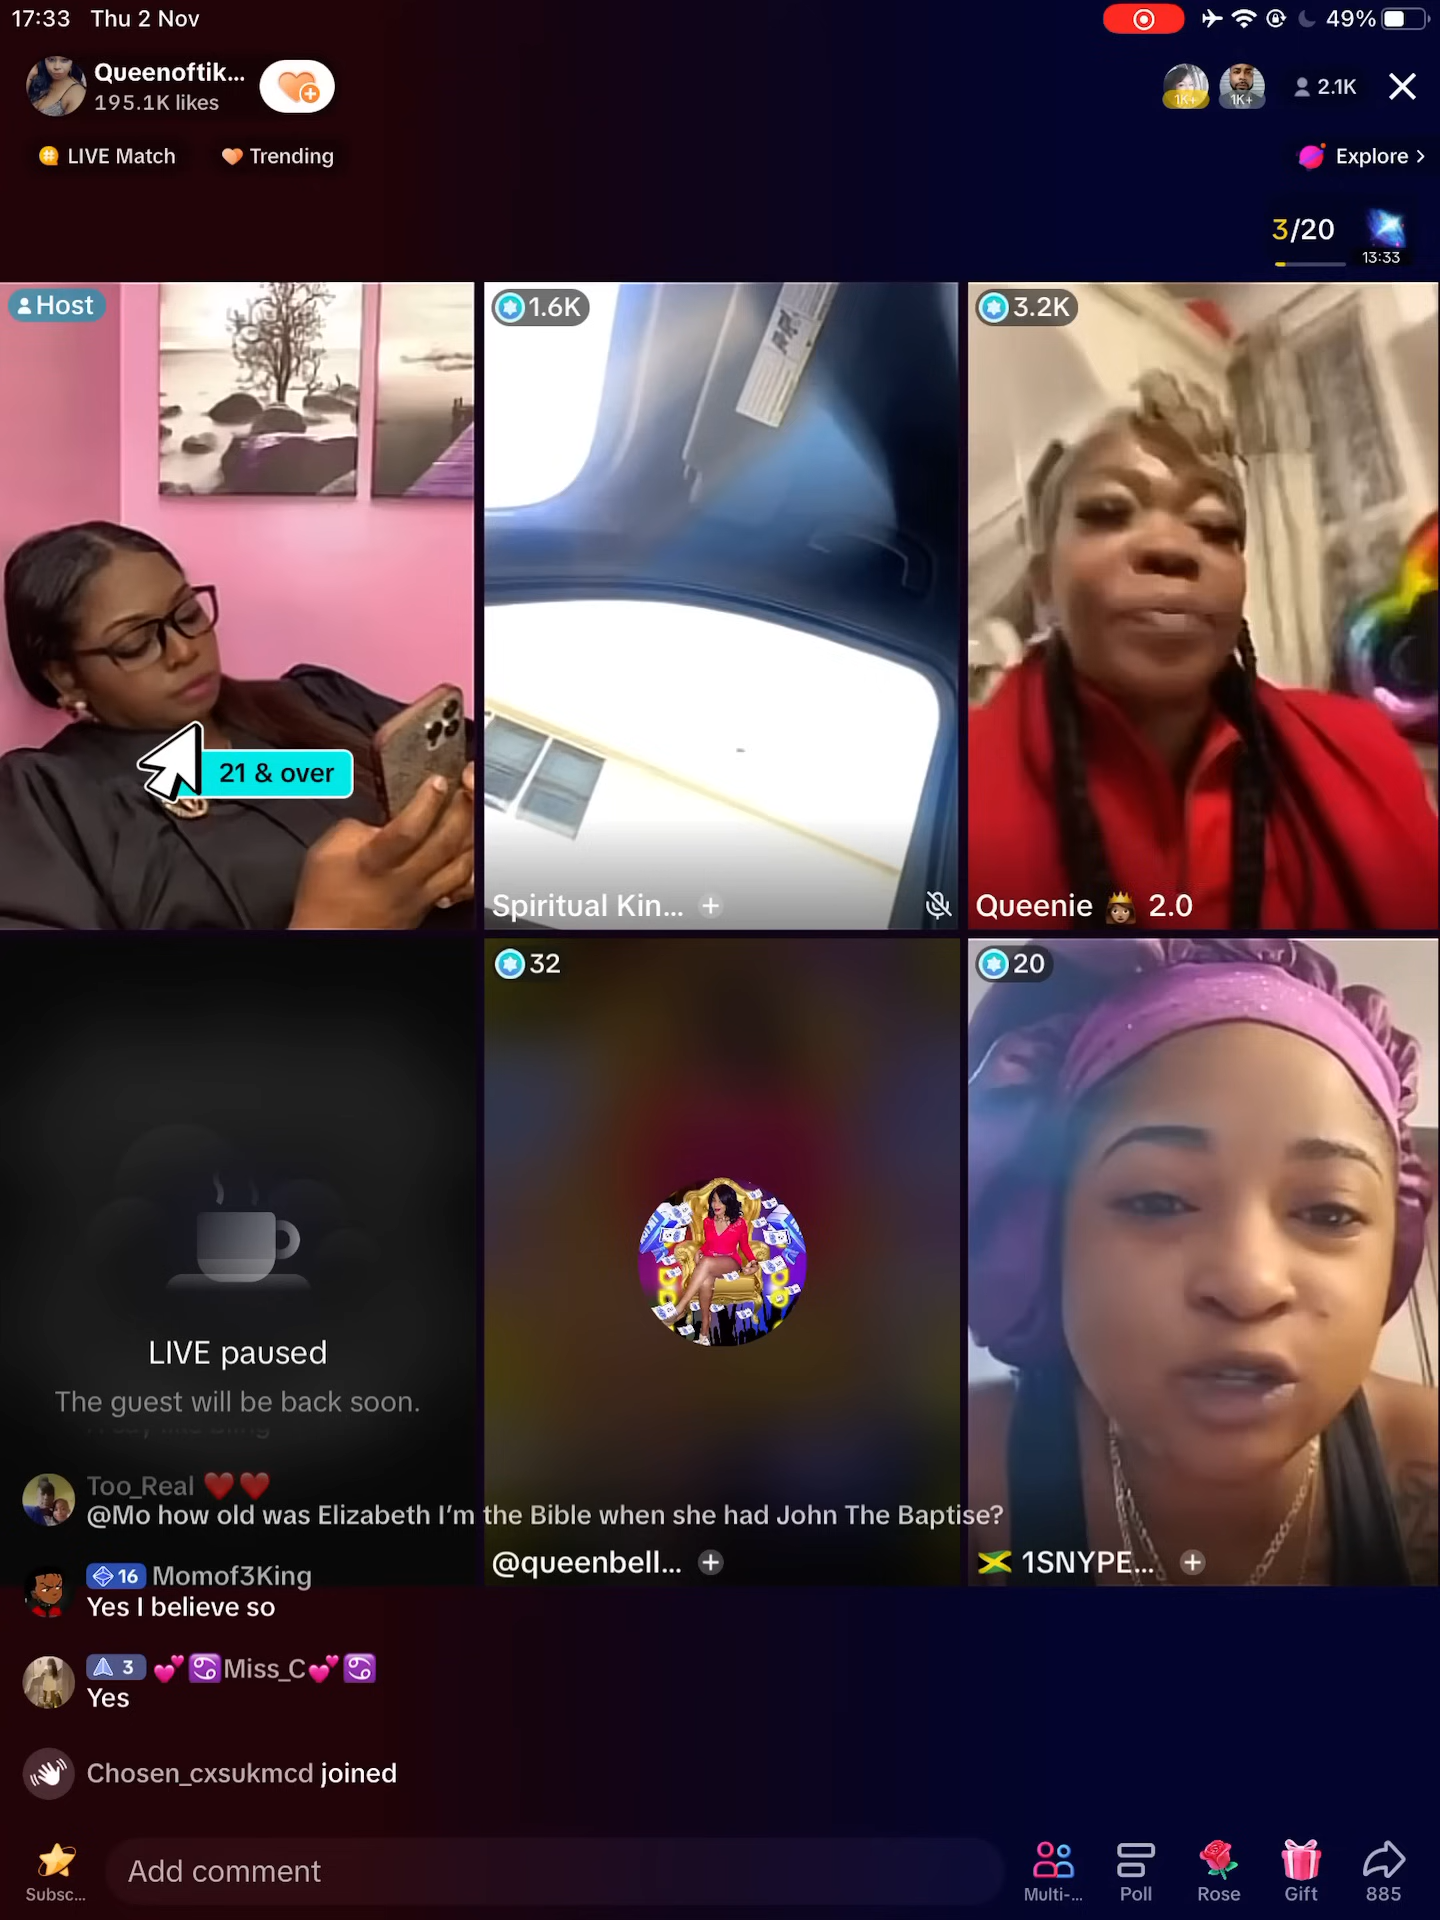 17:33 Thu 2 Nov
49%
Queenoftik...
195.1K likes
1K+
1K+
2.1K
LIVE Match
Trending
Explore >
3/20
13:33
Host
1.6K
3.2K
21 & over
Spiritual Kin... +
Queenie 2.0
32
20
LIVE paused
The guest will be back soon.
Too_Real ❤️❤️
@Mo how old was Elizabeth I'm the Bible when she had John The Baptise?
@queenbell... +
🇯🇲 1SNYPE... +
16 Momof3King
Yes I believe so
3 💕♋Miss_C💕♋
Yes
Chosen_cxsukmcd joined
Add comment
Subsc...
Multi-...
Poll
Rose
Gift
885